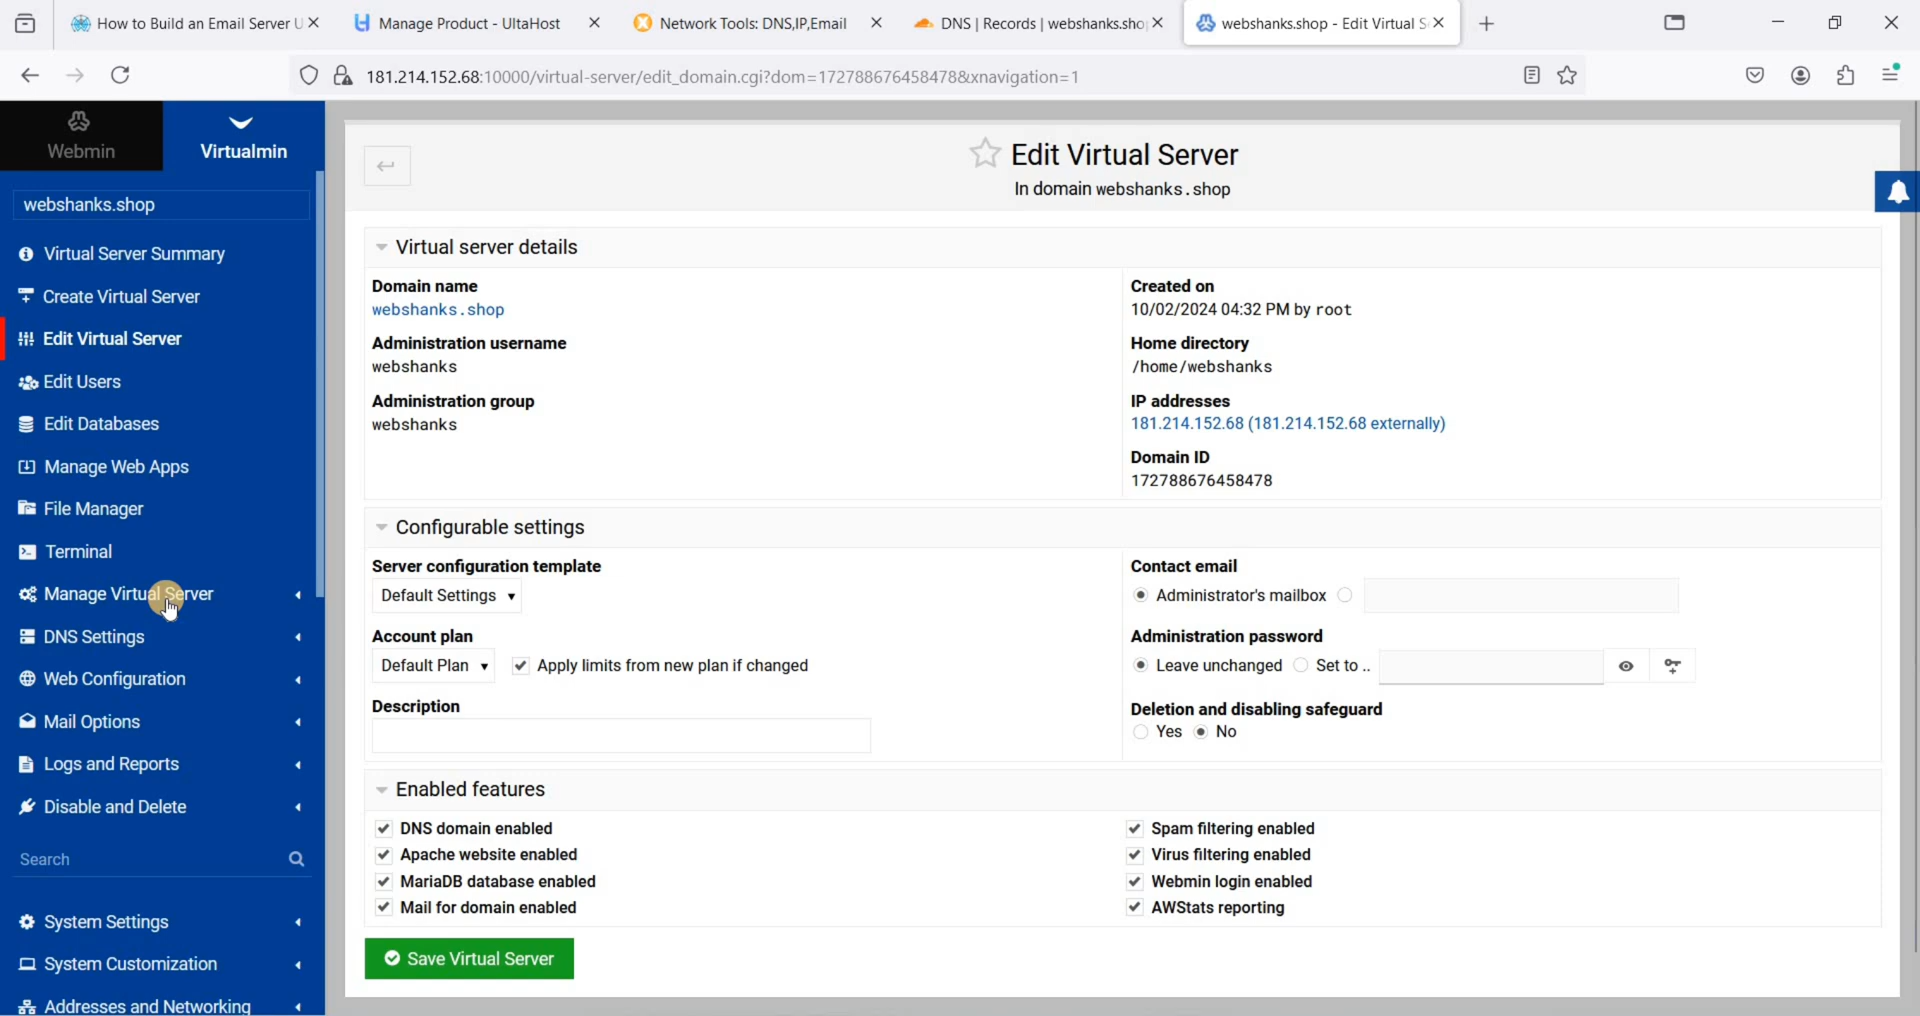 How to Build an Email Server U
Manage Product - UltaHost
Network Tools: DNS,IP,Email
DNS | Records | webshanks.sho
webshanks.shop - Edit Virtual S
181.214.152.68:10000/virtual-server/edit_domain.cgi?dom=172788676458478&xnavigation=1
Webmin
Virtualmin
webshanks.shop
Virtual Server Summary
Create Virtual Server
Edit Virtual Server
Edit Users
Edit Databases
Manage Web Apps
File Manager
Terminal
Manage Virtual Server
DNS Settings
Web Configuration
Mail Options
Logs and Reports
Disable and Delete
Search
System Settings
System Customization
Addresses and Networking
Edit Virtual Server
In domain webshanks.shop
Virtual server details
Domain name
webshanks.shop
Administration username
webshanks
Administration group
webshanks
Created on
10/02/2024 04:32 PM by root
Home directory
/home/webshanks
IP addresses
181.214.152.68 (181.214.152.68 externally)
Domain ID
172788676458478
Configurable settings
Server configuration template
Default Settings
Account plan
Default Plan Apply limits from new plan if changed
Description
Contact email
Administrator's mailbox
Administration password
Leave unchanged Set to ..
Deletion and disabling safeguard
Yes No
Enabled features
DNS domain enabled
Apache website enabled
MariaDB database enabled
Mail for domain enabled
Spam filtering enabled
Virus filtering enabled
Webmin login enabled
AWStats reporting
Save Virtual Server